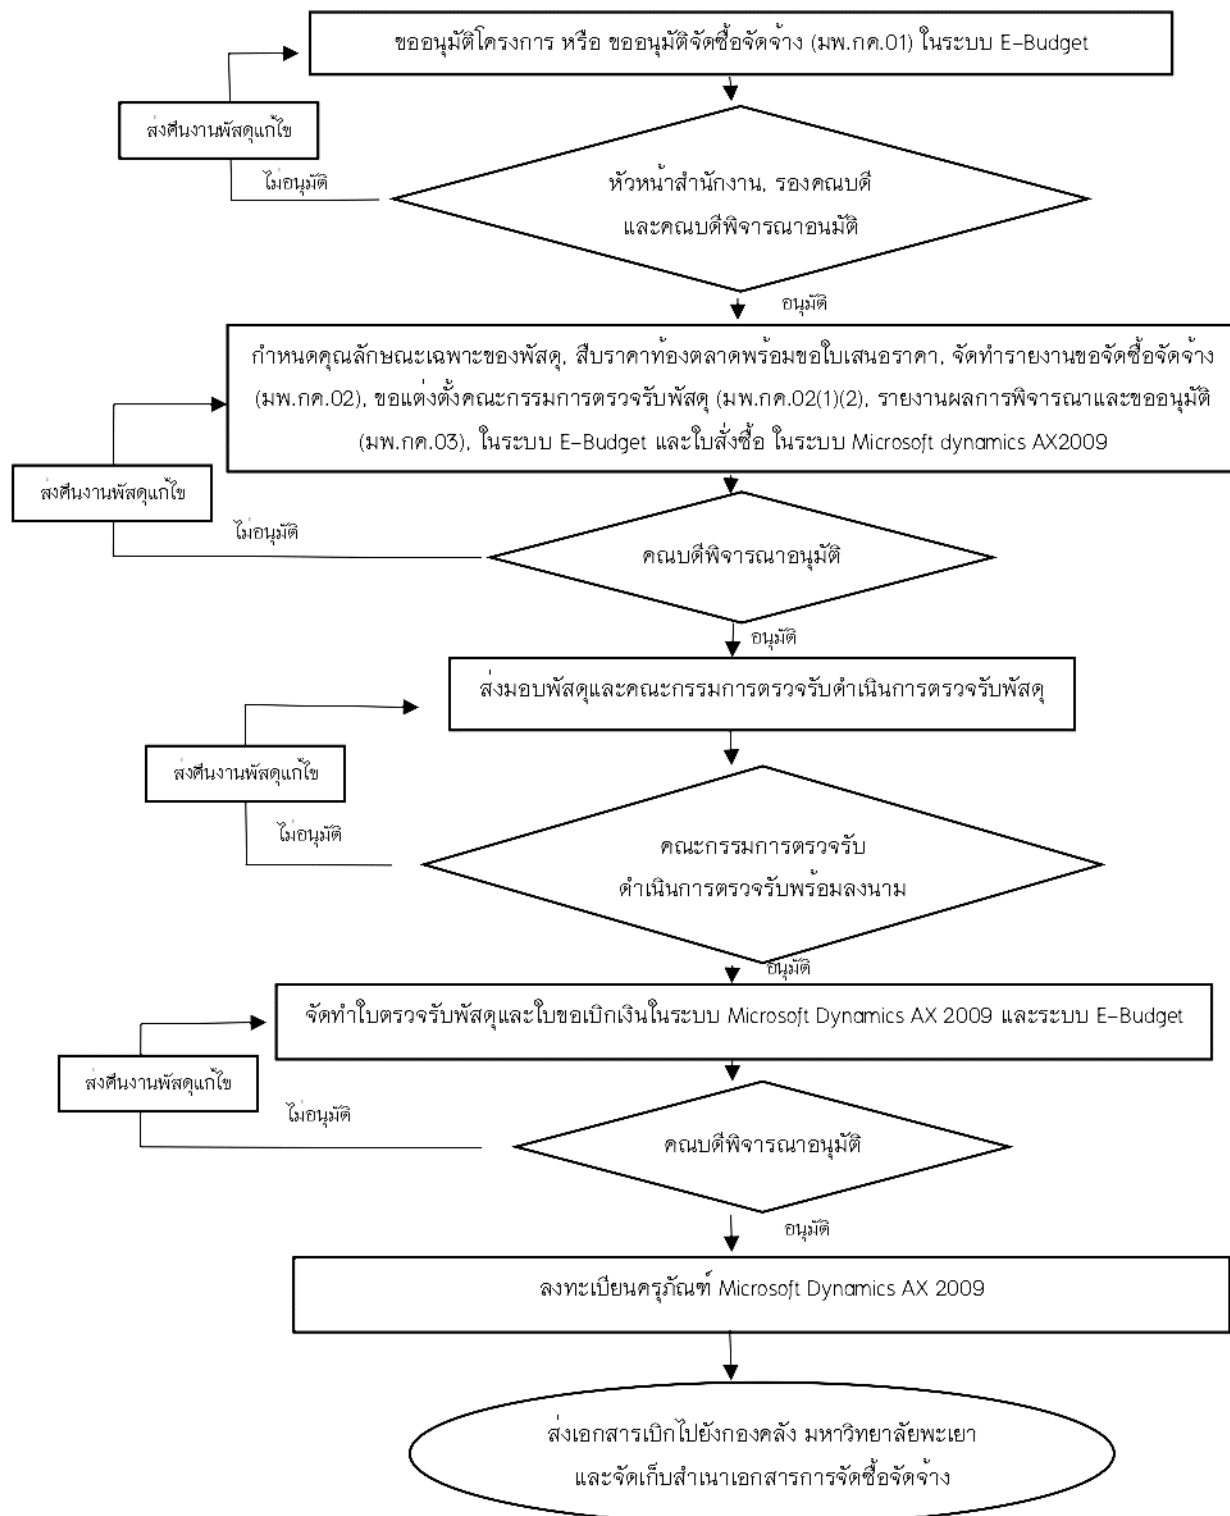 ขออนุมัติโครงการ หรือ ขออนุมัติจัดซื้อจัดจ้าง (มพ.กค.01) ในระบบ E-Budget
ส่งคืนงานพัสดุแก้ไข
ไม่อนุมัติ
หัวหน้าสำนักงาน, รองคณบดี
และคณบดีพิจารณาอนมัติ
อนุมัติ
กำหนดคุณลักษณะเฉพาะของพัสดุ, สืบราคาท้องตลาดพร้อมขอใบเสนอราคา, จัดทำรายงานขอจัดซื้อจัดจ้าง
(มพ.กค.02), ขอแต่งตั้งคณะกรรมการตรวจรับพัสดุ (มพ.กค.02(1)(2), รายงานผลการพิจารณาและขออนุมัติ
(มพ.กค.03), ในระบบ E-Budget และใบสั่งซื้อ ในระบบ Microsoft dynamics AX2009
ส่งคืนงานพัสดุแก้ไข
ไม่อนุมัติ
คณบดีพิจารณาอนุมัติ
อนุมัติ
ส่งมอบพัสดุและคณะกรรมการตรวจรับดำเนินการตรวจรับพัสดุ
ส่งคืนงานพัสดุแก้ไข
ไม่อนุมัติ
คณะกรรมการตรวจรับ
ดำเนินการตรวจรับพร้อมลงนาม
อนุมัติ
จัดทำใบตรวจรับพัสดุและใบขอเบิกเงินในระบบ Microsoft Dynamics AX 2009 และระบบ E-Budget
ส่งคืนงานพัสดุแก้ไข
ไม่อนุมัติ
คณบดีพิจารณาอนุมัติ
อนุมัติ
ลงทะเบียนครุภัณฑ์ Microsoft Dynamics AX 2009
ส่งเอกสารเบิกไปยังกองคลัง มหาวิทยาลัยพะเยา
และจัดเก็บสำเนาเอกสารการจัดซื้อจัดจ้าง